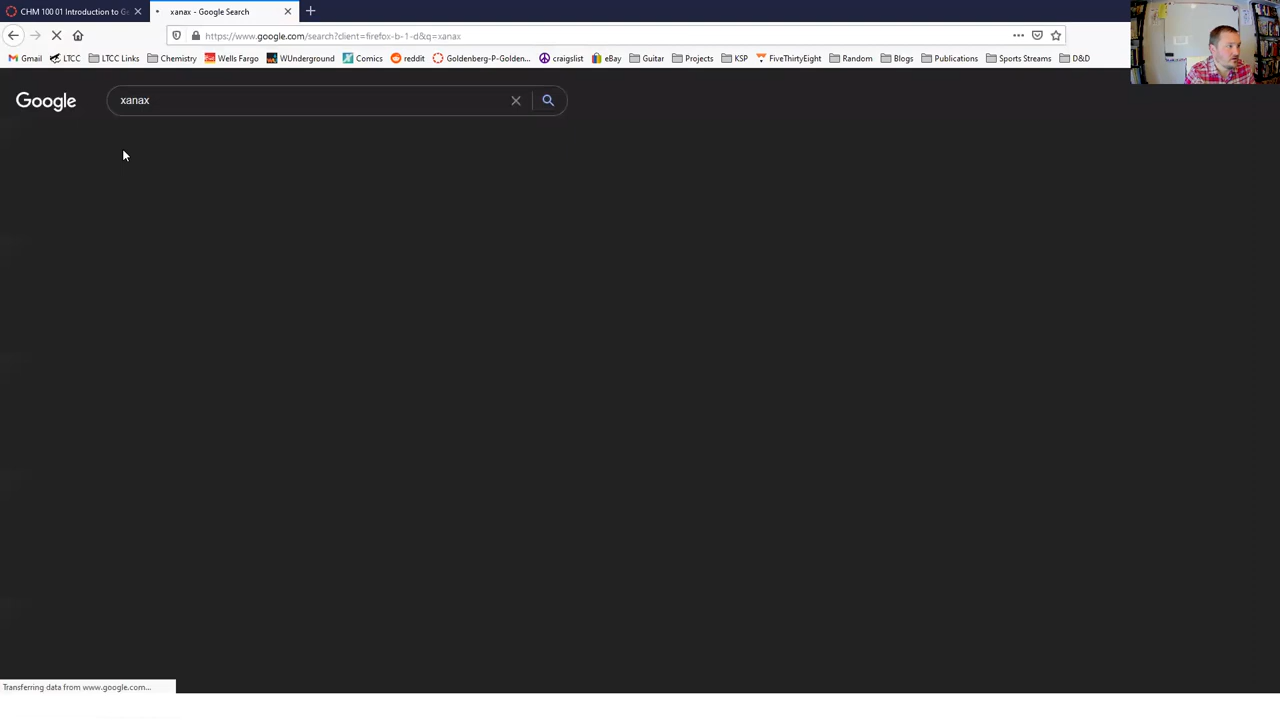 CHM 100 01 Introduction to Ge
xanax - Google Search
https://www.google.com/search?client=firefox-b-1-d&q=xanax
Gmail LTCC LTCC Links Chemistry Wells Fargo WUnderground Comics reddit Goldenberg-P-Golden... craigslist eBay Guitar Projects KSP FiveThirtyEight Random Blogs Publications Sports Streams D&D
Google xanax
Transferring data from www.google.com...